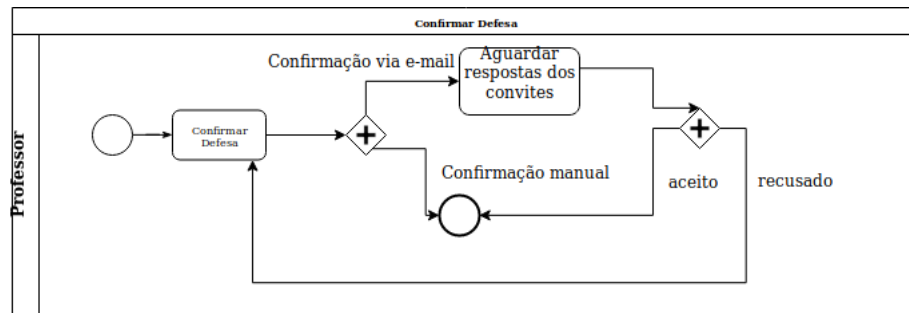 Confirmar Defesa
Professor
Confirmação via e-mail
Aguardar
respostas dos
convites
Confirmar
Defesa
Confirmação manual
aceito
recusado